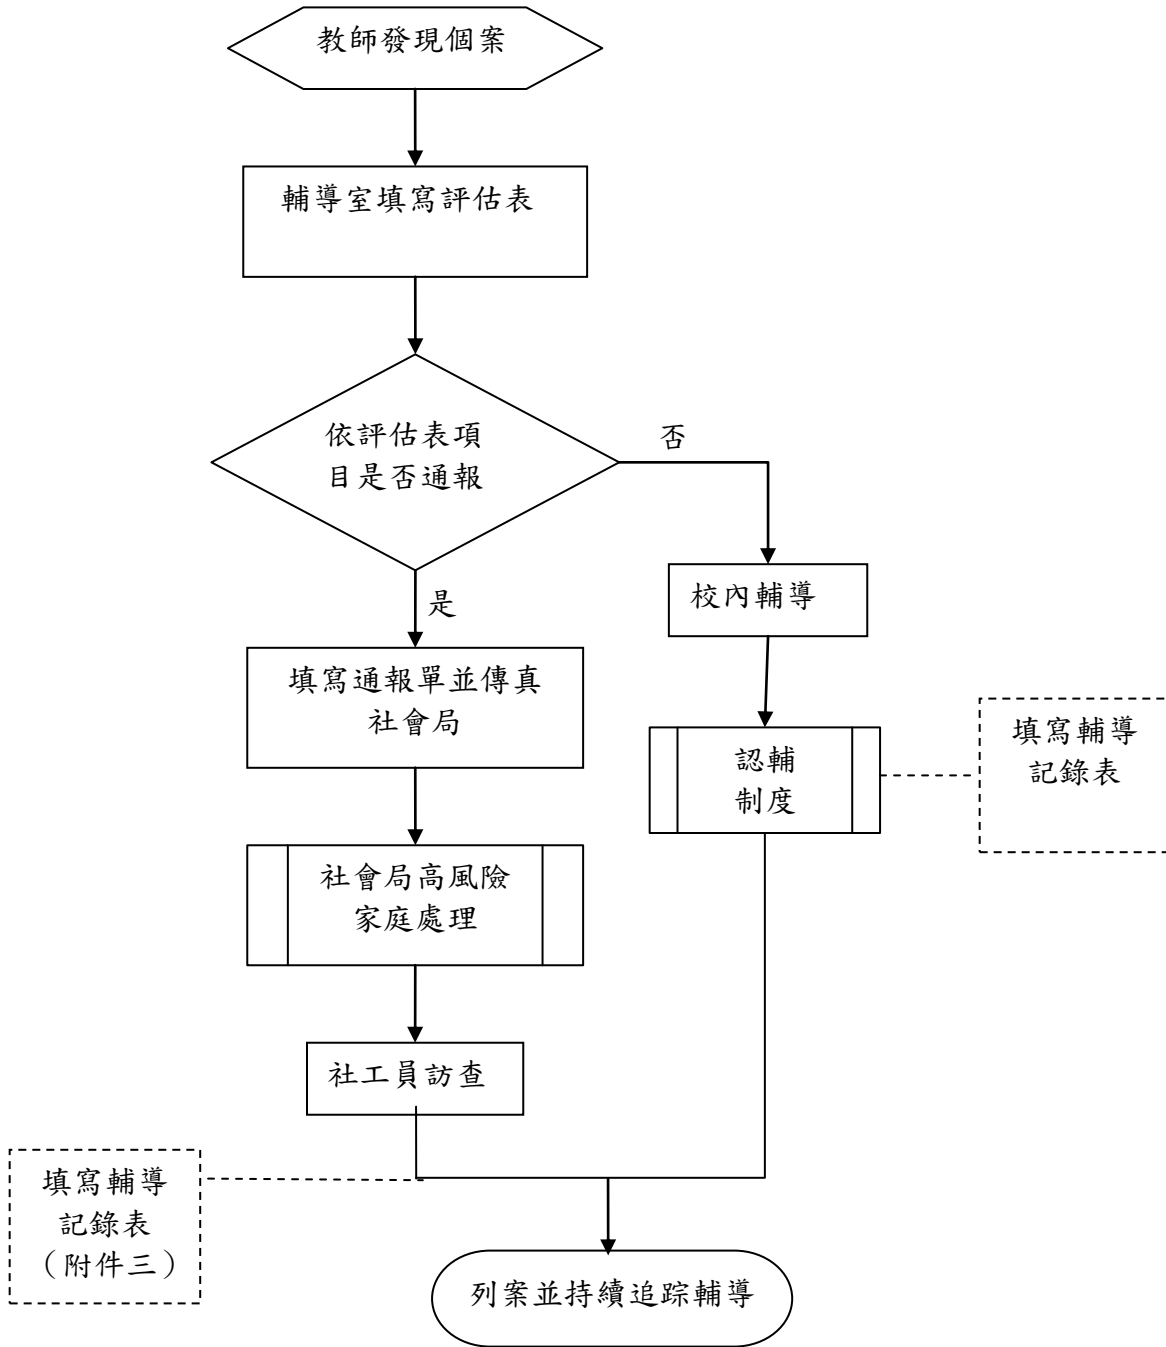 教師發現個案
輔導室填寫評估表
依評估表項
目是否通報
否
是
校內輔導
填寫通報單並傳真
社會局
認輔
制度
填寫輔導
記錄表
社會局高風險
家庭處理
社工員訪查
填寫輔導
記錄表
（附件三）
列案並持續追踪輔導